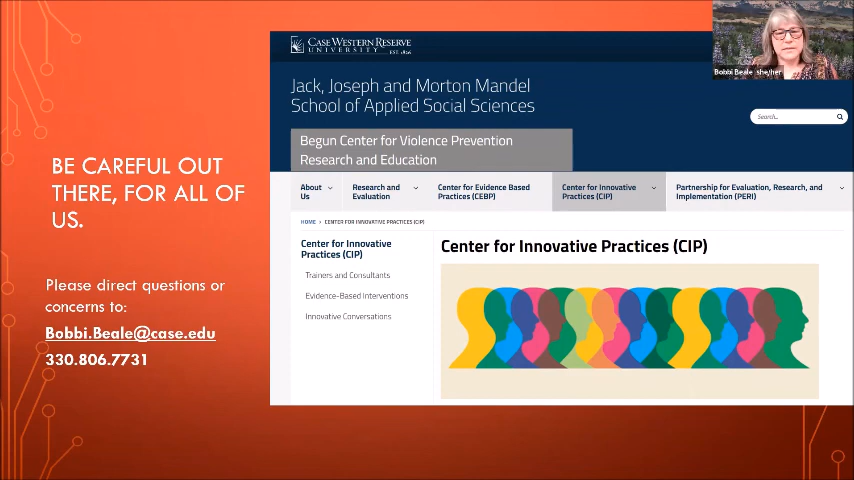 BE CAREFUL OUT
THERE, FOR ALL OF
US.
Please direct questions or
concerns to:
Bobbi.Beale@case.edu
330.806.7731
CASE WESTERN RESERVE
UNIVERSITY EST. 1826
Jack, Joseph and Morton Mandel
School of Applied Social Sciences
Search...
Begun Center for Violence Prevention
Research and Education
About
Us
Research and
Evaluation
Center for Evidence Based
Practices (CEBP)
Center for Innovative
Practices (CIP)
Partnership for Evaluation, Research, and
Implementation (PERI)
HOME > CENTER FOR INNOVATIVE PRACTICES (CIP)
Center for Innovative
Practices (CIP)
Trainers and Consultants
Evidence-Based Interventions
Innovative Conversations
Center for Innovative Practices (CIP)
Bobbi Beale she/her